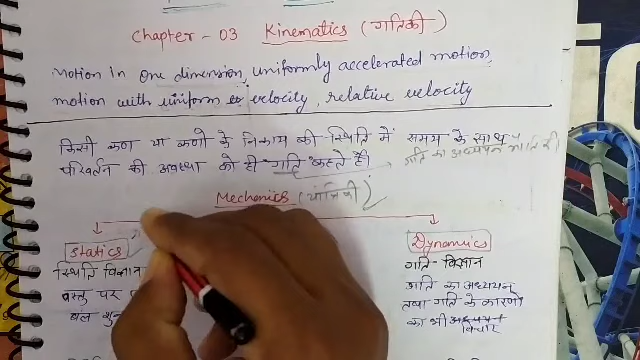 Chapter - 03 Kinematics (गतिकी)
Motion in one dimension, uniformly accelerated motion,
motion with uniform velocity, relative velocity
किसी कण या कणो के निकाय की स्थिति में समय के साथ
परिवर्तन की अवस्था को ही गति कहते हैं।
गति का अध्ययन
Mechanics (यांत्रिकी)
Statics
Dynamics
स्थिति विज्ञान
गति - विज्ञान
वस्तु पर
गति का अध्ययन
बल
तथा गति के कारणो
का भी
विचार